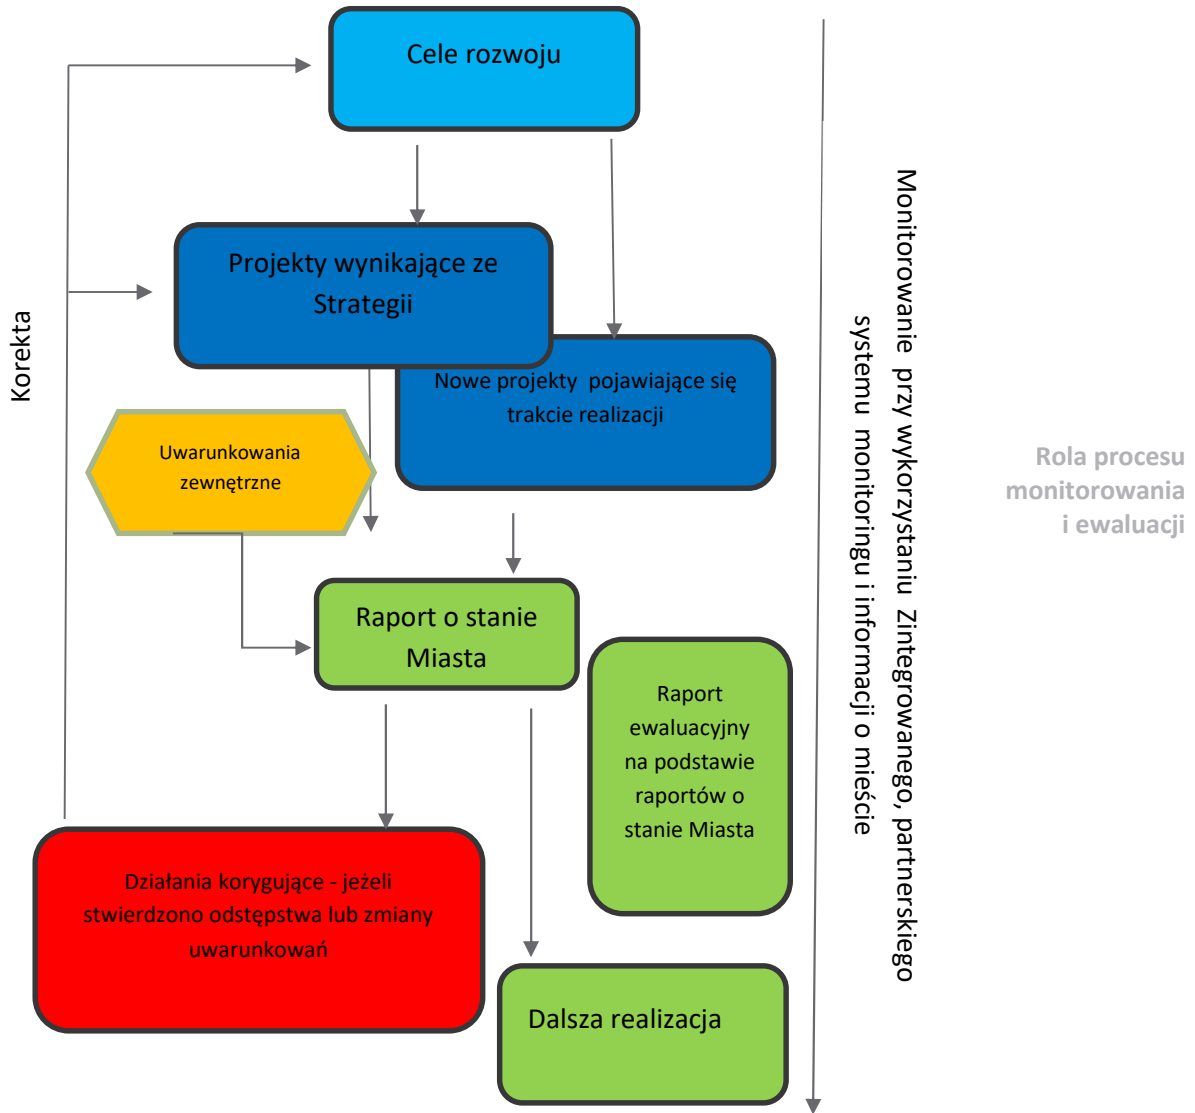 Cele rozwoju
Projekty wynikające ze
Strategii
Korekta
Nowe projekty  pojawiające się
trakcie realizacji
Uwarunkowania
zewnętrzne
Raport o stanie
Miasta
Raport
ewaluacyjny
na podstawie
raportów o
stanie Miasta
Działania korygujące - jeżeli
stwierdzono odstępstwa lub zmiany
uwarunkowań
Dalsza realizacja
Monitorowanie przy wykorzystaniu Zintegrowanego, partnerskiego
systemu monitoringu i informacji o mieście
Rola procesu
monitorowania
i ewaluacji